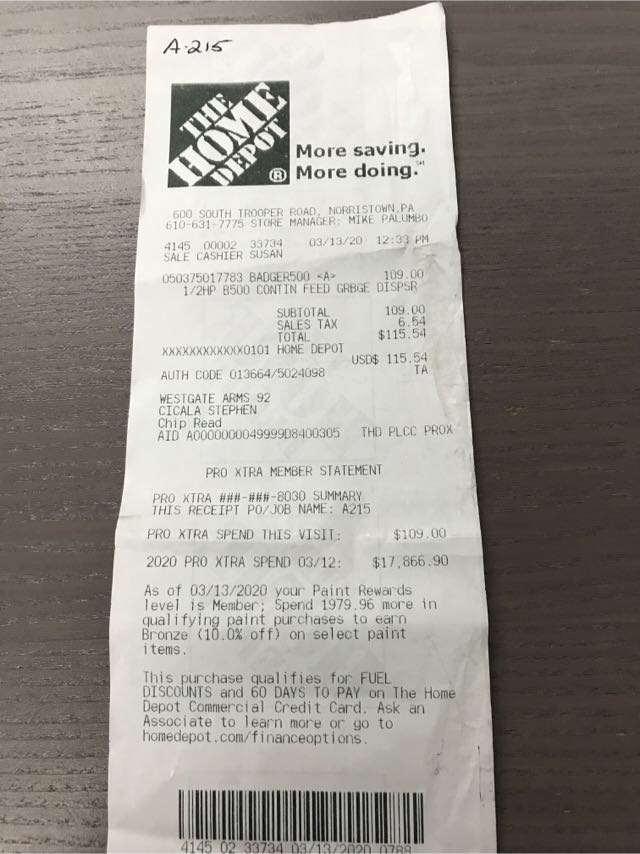 A-215
THE
HOME
DEPOT
®
More saving.
More doing.
600 SOUTH TROOPER ROAD, NORRISTOWN,PA
610-631-7775 STORE MANAGER: MIKE PALUMBO
4145 00002 33734 03/13/20 12:33 PM
SALE CASHIER SUSAN
050375017783 BADGER500 <A> 109.00
1/2HP B500 CONTIN FEED GRBGE DISPSR
SUBTOTAL 109.00
SALES TAX 6.54
TOTAL $115.54
XXXXXXXXXXXX0101 HOME DEPOT
USD$ 115.54
AUTH CODE 013664/5024098 TA
WESTGATE ARMS 92
CICALA STEPHEN
Chip Read
AID A0000000049999D8400305 THD PLCC PROX
PRO XTRA MEMBER STATEMENT
PRO XTRA ###-###-8030 SUMMARY
THIS RECEIPT PO/JOB NAME: A215
PRO XTRA SPEND THIS VISIT: $109.00
2020 PRO XTRA SPEND 03/12: $17,866.90
As of 03/13/2020 your Paint Rewards
level is Member; Spend 1979.96 more in
qualifying paint purchases to earn
Bronze (10.0% off) on select paint
items.
This purchase qualifies for FUEL
DISCOUNTS and 60 DAYS TO PAY on The Home
Depot Commercial Credit Card. Ask an
Associate to learn more or go to
homedepot.com/financeoptions.
4145 02 33734 03/13/2020 0788